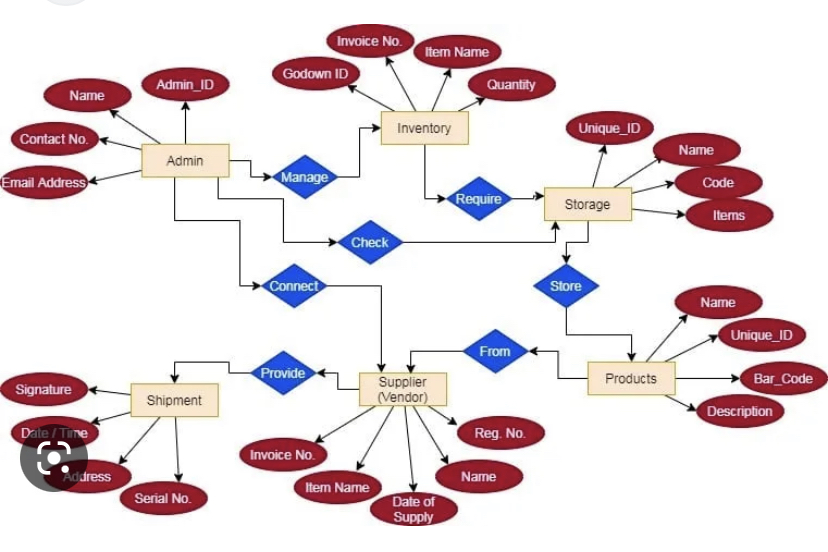 Invoice No.
Item Name
Godown ID
Quantity
Admin_ID
Name
Contact No.
Email Address
Admin
Manage
Inventory
Unique_ID
Name
Code
Items
Require
Storage
Check
Connect
Store
Name
Unique_ID
Bar_Code
Description
From
Products
Provide
Supplier
(Vendor)
Shipment
Signature
Date / Time
Address
Serial No.
Invoice No.
Item Name
Date of
Supply
Name
Reg. No.